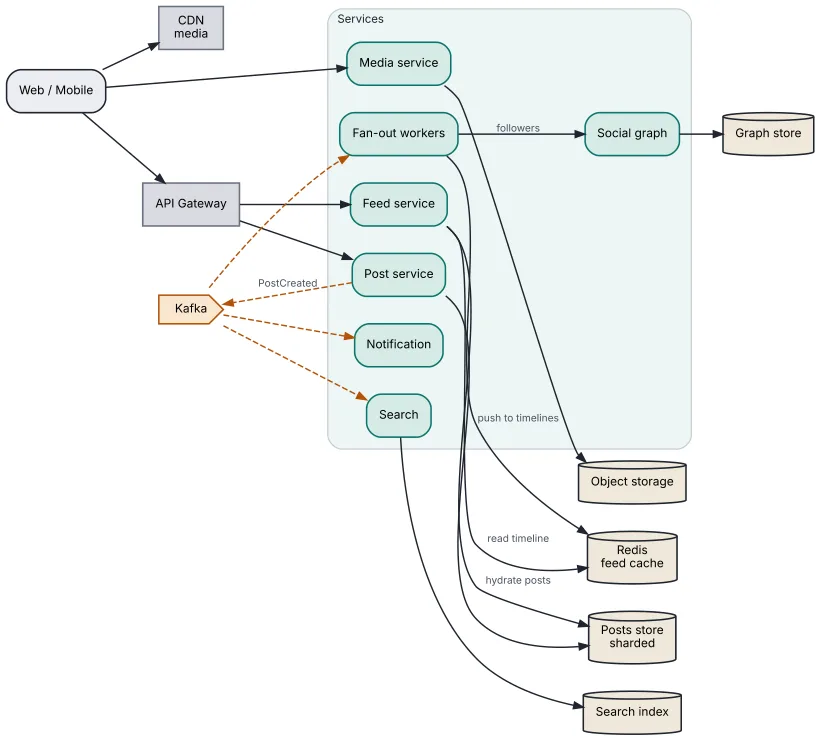 CDN
media
Services
Web / Mobile
Media service
Fan-out workers
followers
Social graph
Graph store
API Gateway
Feed service
Post service
PostCreated
Kafka
Notification
Search
push to timelines
Object storage
read timeline
Redis
feed cache
hydrate posts
Posts store
sharded
Search index